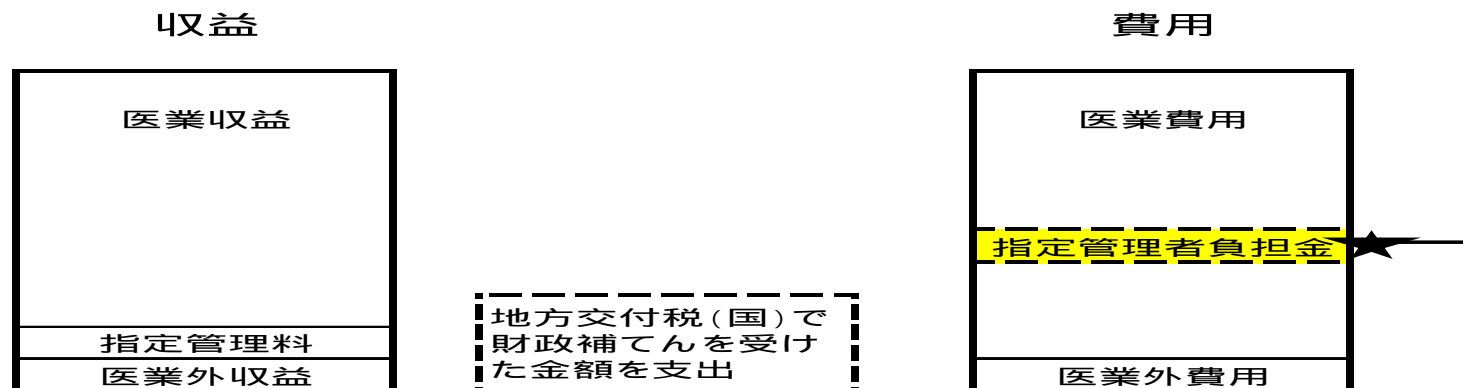 収益
費用
医業収益
医業費用
指定管理者負担金
地方交付税(国)で
財政補てんを受け
た金額を支出
指定管理料
医業外収益
医業外費用